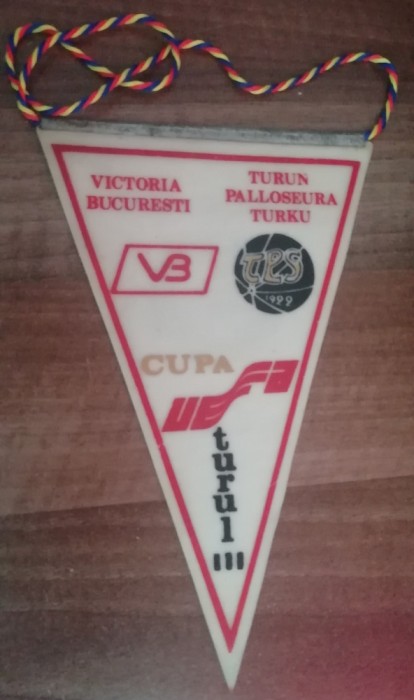 VICTORIA
BUCURESTI
TURUN
PALLOSEURA
TURKU
VB
TPS
1922
CUPA
UEFA
turul
III